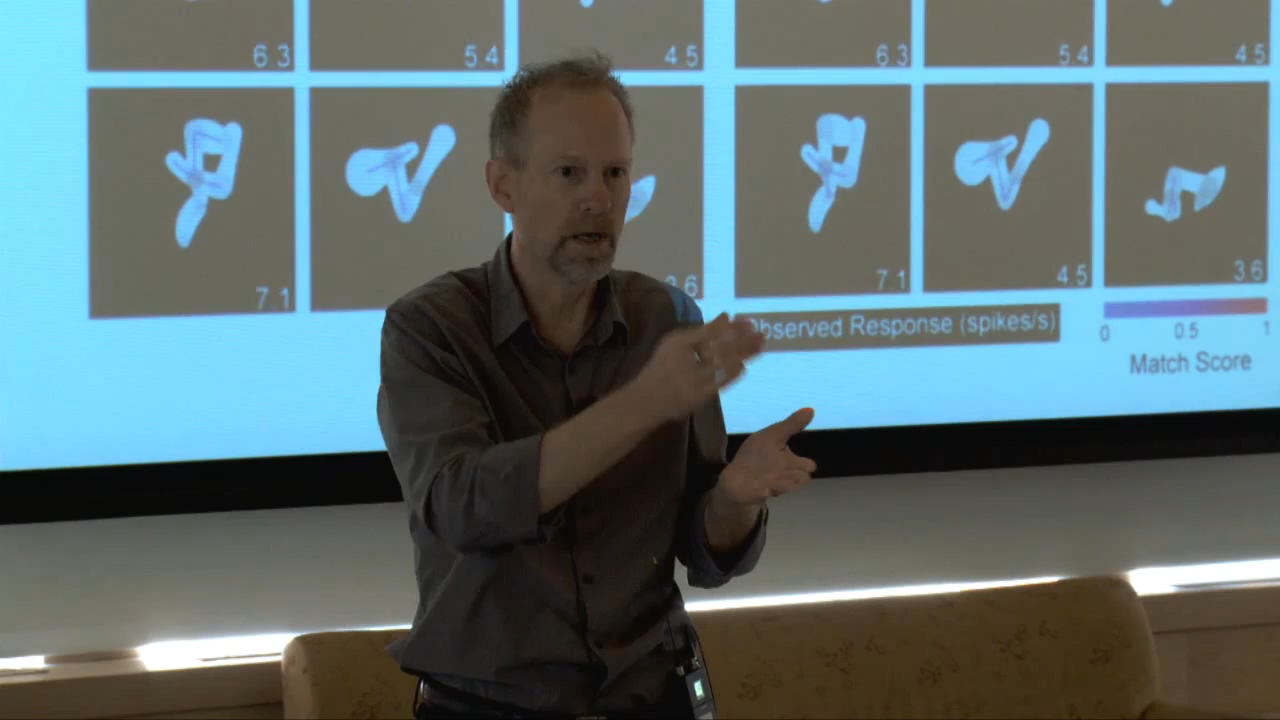 6.3 5.4 4.5 6.3 5.4 4.5
7.1 3.6 7.1 4.5 3.6
Observed Response (spikes/s)
0 0.5 1
Match Score